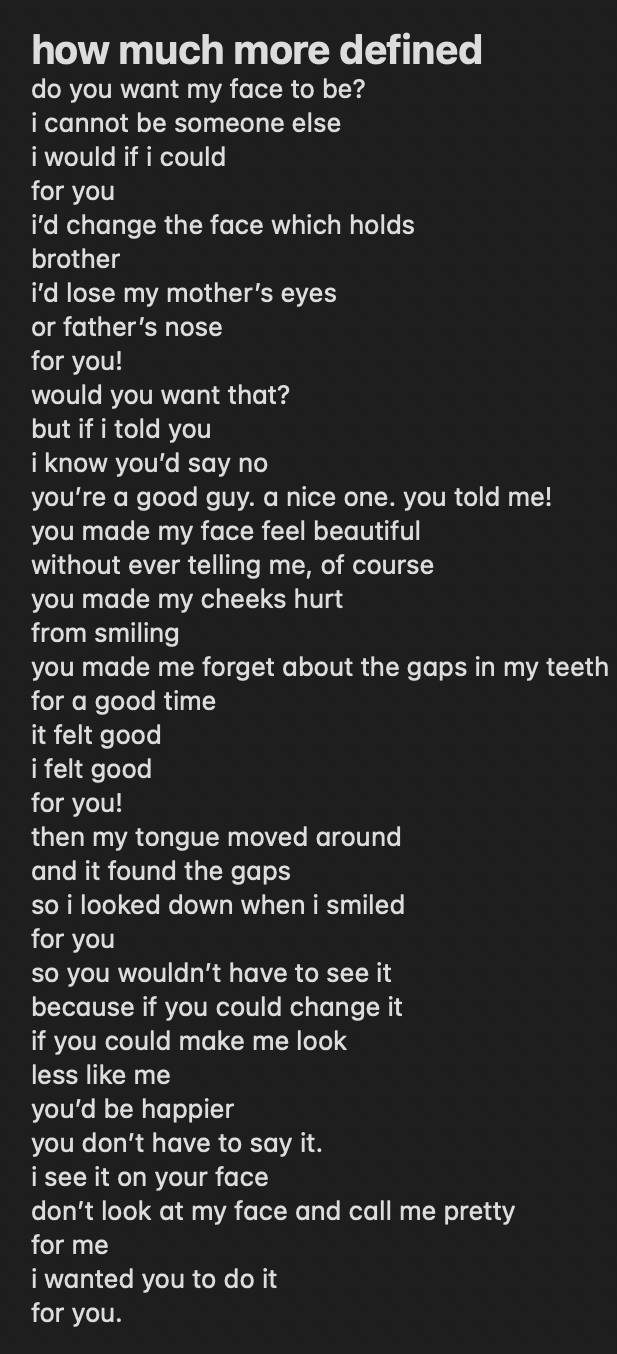 how much more defined
do you want my face to be?
i cannot be someone else
i would if i could
for you
i’d change the face which holds
brother
i’d lose my mother’s eyes
or father’s nose
for you!
would you want that?
but if i told you
i know you’d say no
you’re a good guy. a nice one. you told me!
you made my face feel beautiful
without ever telling me, of course
you made my cheeks hurt
from smiling
you made me forget about the gaps in my teeth
for a good time
it felt good
i felt good
for you!
then my tongue moved around
and it found the gaps
so i looked down when i smiled
for you
so you wouldn’t have to see it
because if you could change it
if you could make me look
less like me
you’d be happier
you don’t have to say it.
i see it on your face
don’t look at my face and call me pretty
for me
i wanted you to do it
for you.